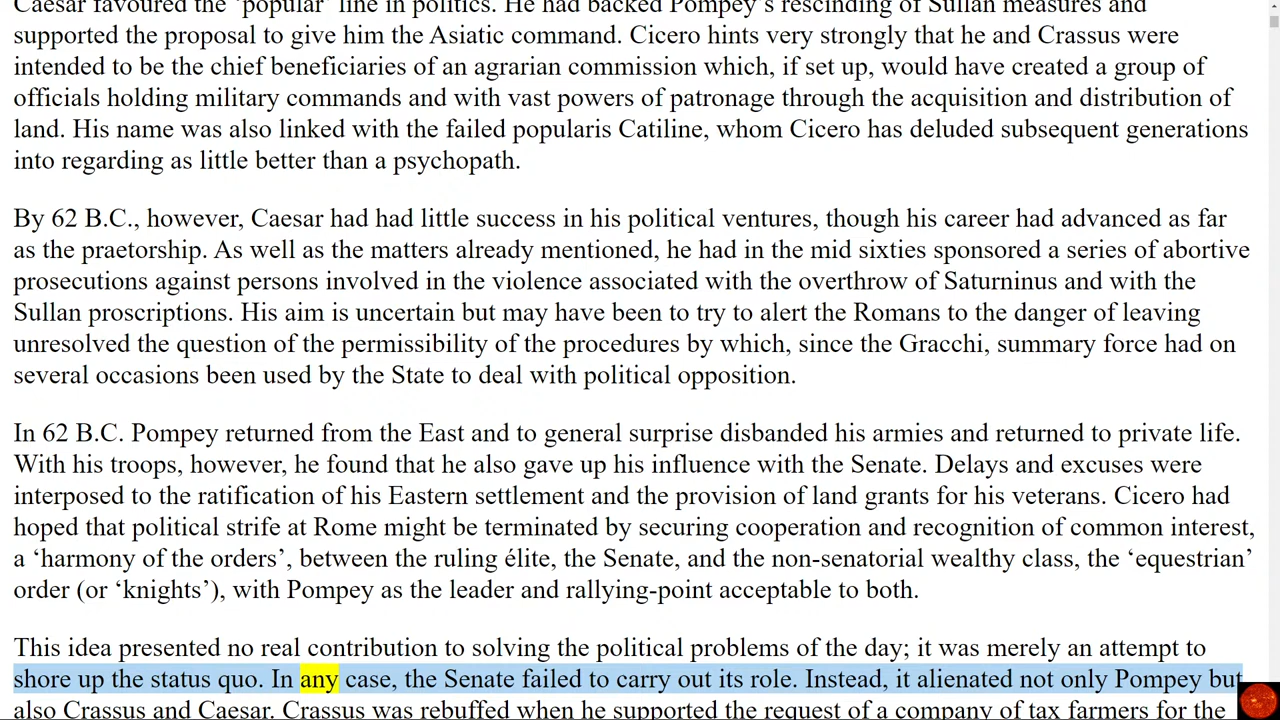 Caesar favoured the ‘popular’ line in politics. He had backed Pompey’s rescinding of Sullan measures and
supported the proposal to give him the Asiatic command. Cicero hints very strongly that he and Crassus were
intended to be the chief beneficiaries of an agrarian commission which, if set up, would have created a group of
officials holding military commands and with vast powers of patronage through the acquisition and distribution of
land. His name was also linked with the failed popularis Catiline, whom Cicero has deluded subsequent generations
into regarding as little better than a psychopath.
By 62 B.C., however, Caesar had had little success in his political ventures, though his career had advanced as far
as the praetorship. As well as the matters already mentioned, he had in the mid sixties sponsored a series of abortive
prosecutions against persons involved in the violence associated with the overthrow of Saturninus and with the
Sullan proscriptions. His aim is uncertain but may have been to try to alert the Romans to the danger of leaving
unresolved the question of the permissibility of the procedures by which, since the Gracchi, summary force had on
several occasions been used by the State to deal with political opposition.
In 62 B.C. Pompey returned from the East and to general surprise disbanded his armies and returned to private life.
With his troops, however, he found that he also gave up his influence with the Senate. Delays and excuses were
interposed to the ratification of his Eastern settlement and the provision of land grants for his veterans. Cicero had
hoped that political strife at Rome might be terminated by securing cooperation and recognition of common interest,
a ‘harmony of the orders’, between the ruling élite, the Senate, and the non-senatorial wealthy class, the ‘equestrian’
order (or ‘knights’), with Pompey as the leader and rallying-point acceptable to both.
This idea presented no real contribution to solving the political problems of the day; it was merely an attempt to
shore up the status quo. In any case, the Senate failed to carry out its role. Instead, it alienated not only Pompey but
also Crassus and Caesar. Crassus was rebuffed when he supported the request of a company of tax farmers for the